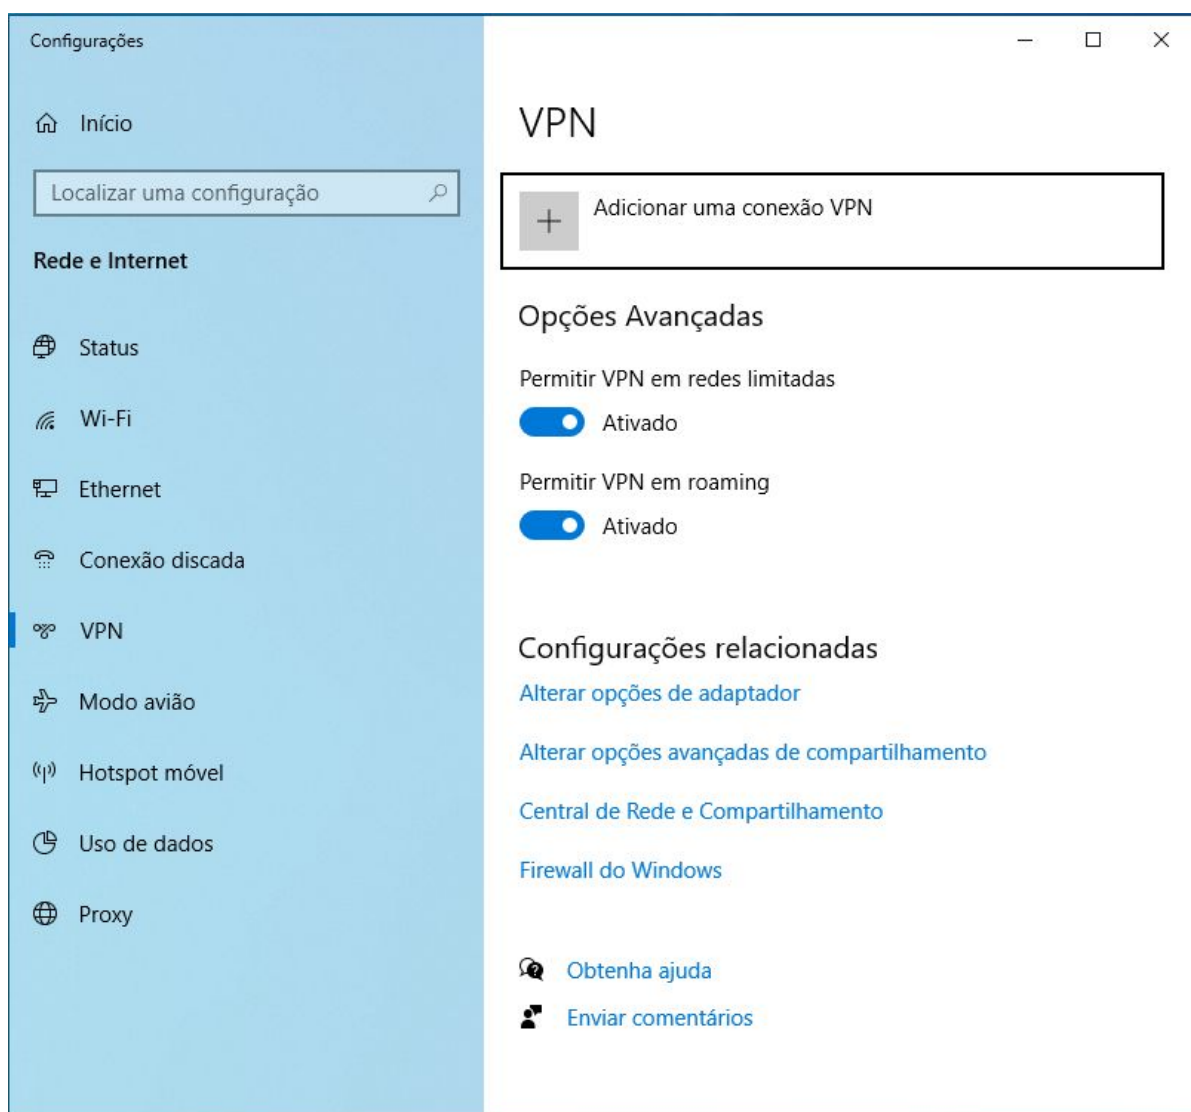 Configurações
Início
Localizar uma configuração
Rede e Internet
Status
Wi-Fi
Ethernet
Conexão discada
VPN
Modo avião
Hotspot móvel
Uso de dados
Proxy
VPN
Adicionar uma conexão VPN
Opções Avançadas
Permitir VPN em redes limitadas
Ativado
Permitir VPN em roaming
Ativado
Configurações relacionadas
Alterar opções de adaptador
Alterar opções avançadas de compartilhamento
Central de Rede e Compartilhamento
Firewall do Windows
Obtenha ajuda
Enviar comentários